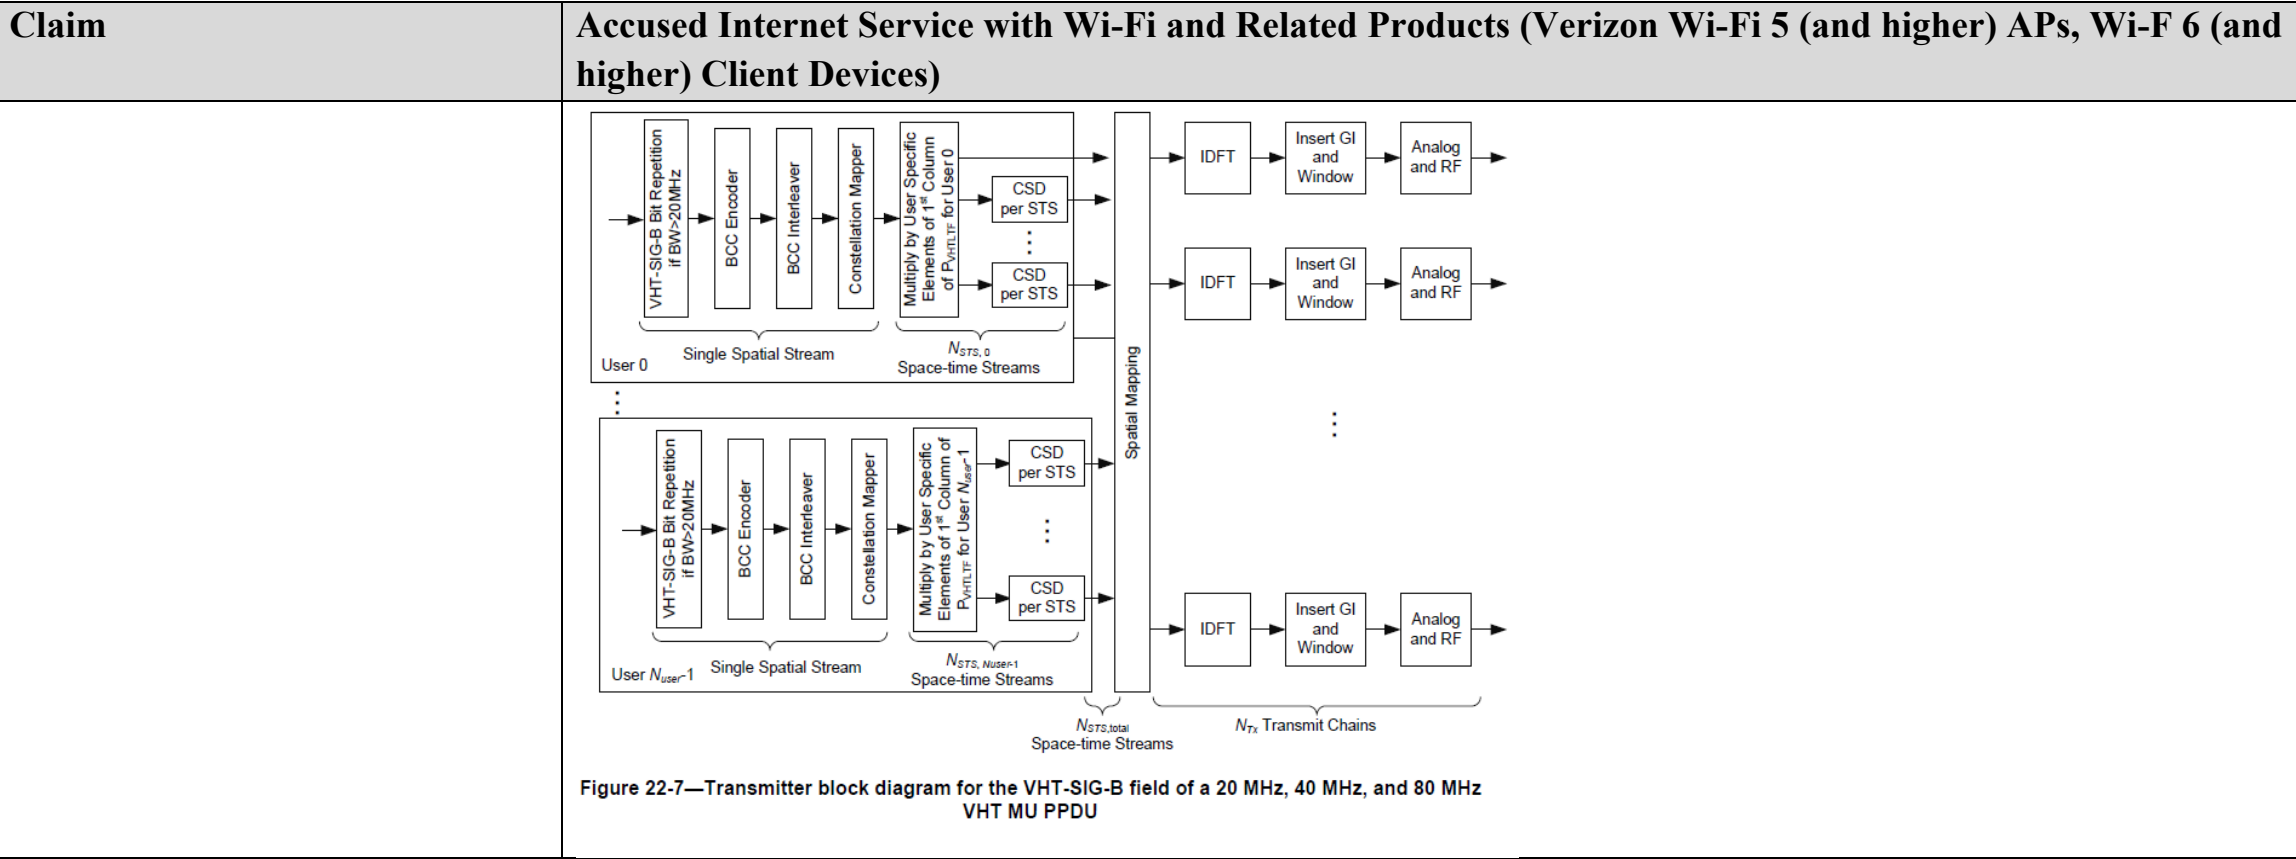 Claim
Accused Internet Service with Wi-Fi and Related Products (Verizon Wi-Fi 5 (and higher) APs, Wi-F 6 (and
higher) Client Devices)
VHT-SIG-B Bit Repetition
if BW>20MHz
BCC Encoder
BCC Interleaver
Constellation Mapper
Multiply by User Specific
Elements of 1st Column
of PVHTLTF for User 0
CSD
per STS
⋮
CSD
per STS
Single Spatial Stream
NSTS, 0
Space-time Streams
User 0
⋮
VHT-SIG-B Bit Repetition
if BW>20MHz
BCC Encoder
BCC Interleaver
Constellation Mapper
Multiply by User Specific
Elements of 1st Column of
PVHTLTF for User Nuser-1
CSD
per STS
⋮
CSD
per STS
Single Spatial Stream
NSTS, Nuser-1
Space-time Streams
User Nuser-1
Spatial Mapping
NSTS,total
Space-time Streams
IDFT
Insert GI
and
Window
Analog
and RF
IDFT
Insert GI
and
Window
Analog
and RF
⋮
IDFT
Insert GI
and
Window
Analog
and RF
NTx Transmit Chains
Figure 22-7—Transmitter block diagram for the VHT-SIG-B field of a 20 MHz, 40 MHz, and 80 MHz
VHT MU PPDU